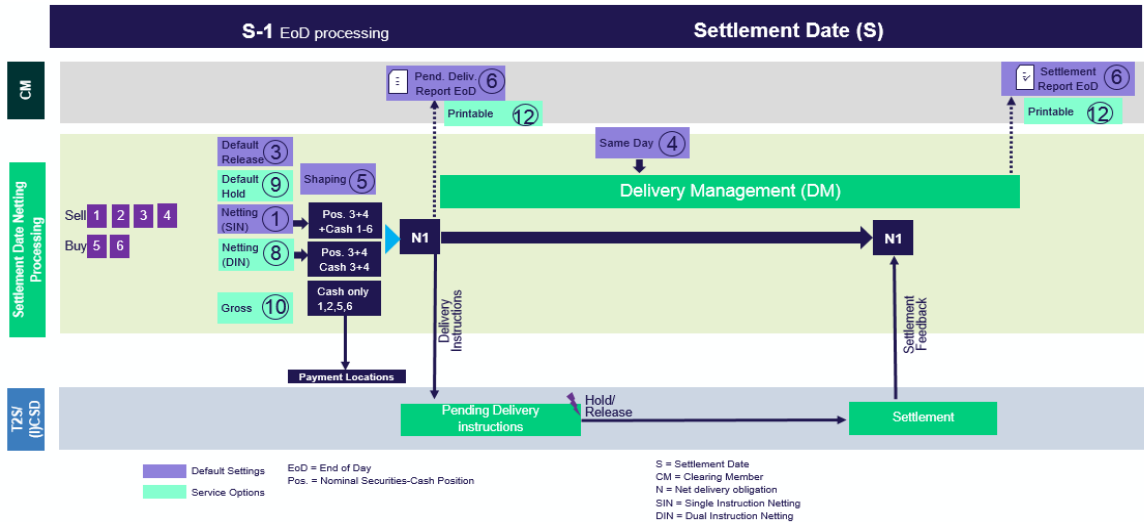 S-1 EoD processing
Settlement Date (S)
CM
Pend. Deliv. 6
Report EoD
Printable 12
Settlement 6
Report EoD
Printable 12
Settlement Date Netting
Processing
Default 3
Release
Default 9
Hold
Shaping 5
Same Day 4
Delivery Management (DM)
Sell 1 2 3 4
Buy 5 6
Netting 1
(SIN)
Pos. 3+4
+Cash 1-6
N1
N1
Netting 8
(DIN)
Pos. 3+4
Cash 3+4
Gross 10
Cash only
1,2,5,6
Delivery
Instructions
Settlement
Feedback
Payment Locations
T2S/
(I)CSD
Pending Delivery
instructions
Hold/
Release
Settlement
Default Settings
Service Options
EoD = End of Day
Pos. = Nominal Securities-Cash Position
S = Settlement Date
CM = Clearing Member
N = Net delivery obligation
SIN = Single Instruction Netting
DIN = Dual Instruction Netting